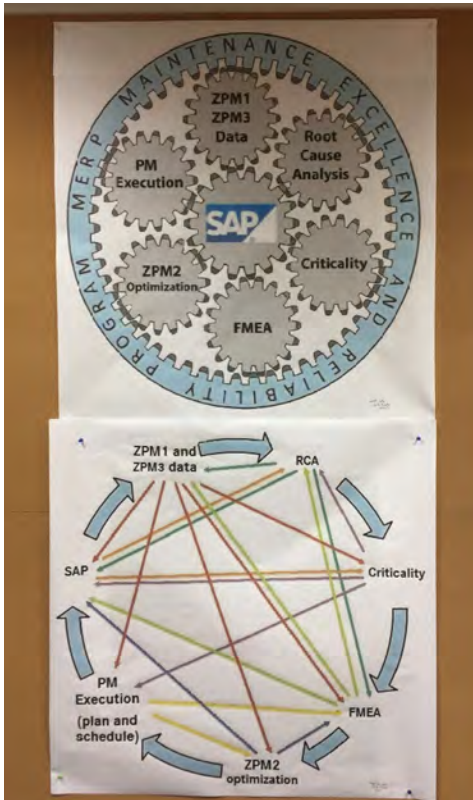 MERP MAINTENANCE EXCELLENCE AND RELIABILITY PROGRAM
ZPM1
ZPM3
Data
Root
Cause
Analysis
PM
Execution
SAP
Criticality
ZPM2
Optimization
FMEA
ZPM1 and
ZPM3 data
RCA
SAP
Criticality
PM
Execution
(plan and
schedule)
FMEA
ZPM2
optimization